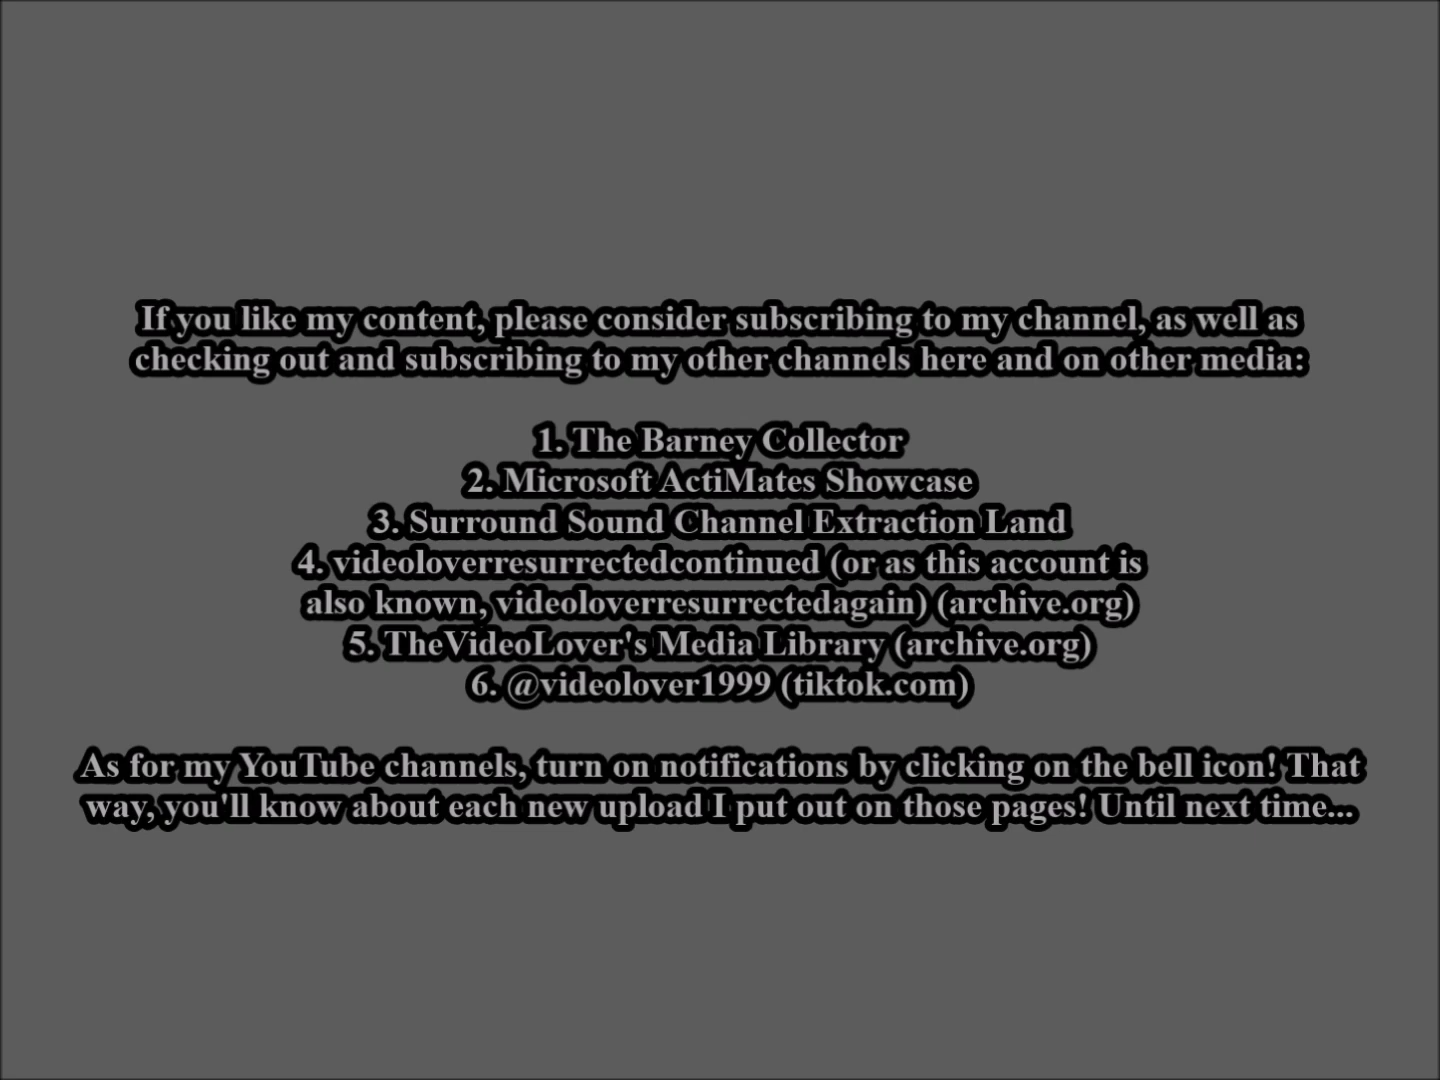 If you like my content, please consider subscribing to my channel, as well as
checking out and subscribing to my other channels here and on other media:
1. The Barney Collector
2. Microsoft ActiMates Showcase
3. Surround Sound Channel Extraction Land
4. videoloverresurrectedcontinued (or as this account is
also known, videoloverresurrectedagain) (archive.org)
5. TheVideoLover's Media Library (archive.org)
6. @videolover1999 (tiktok.com)
As for my YouTube channels, turn on notifications by clicking on the bell icon! That
way, you'll know about each new upload I put out on those pages! Until next time...